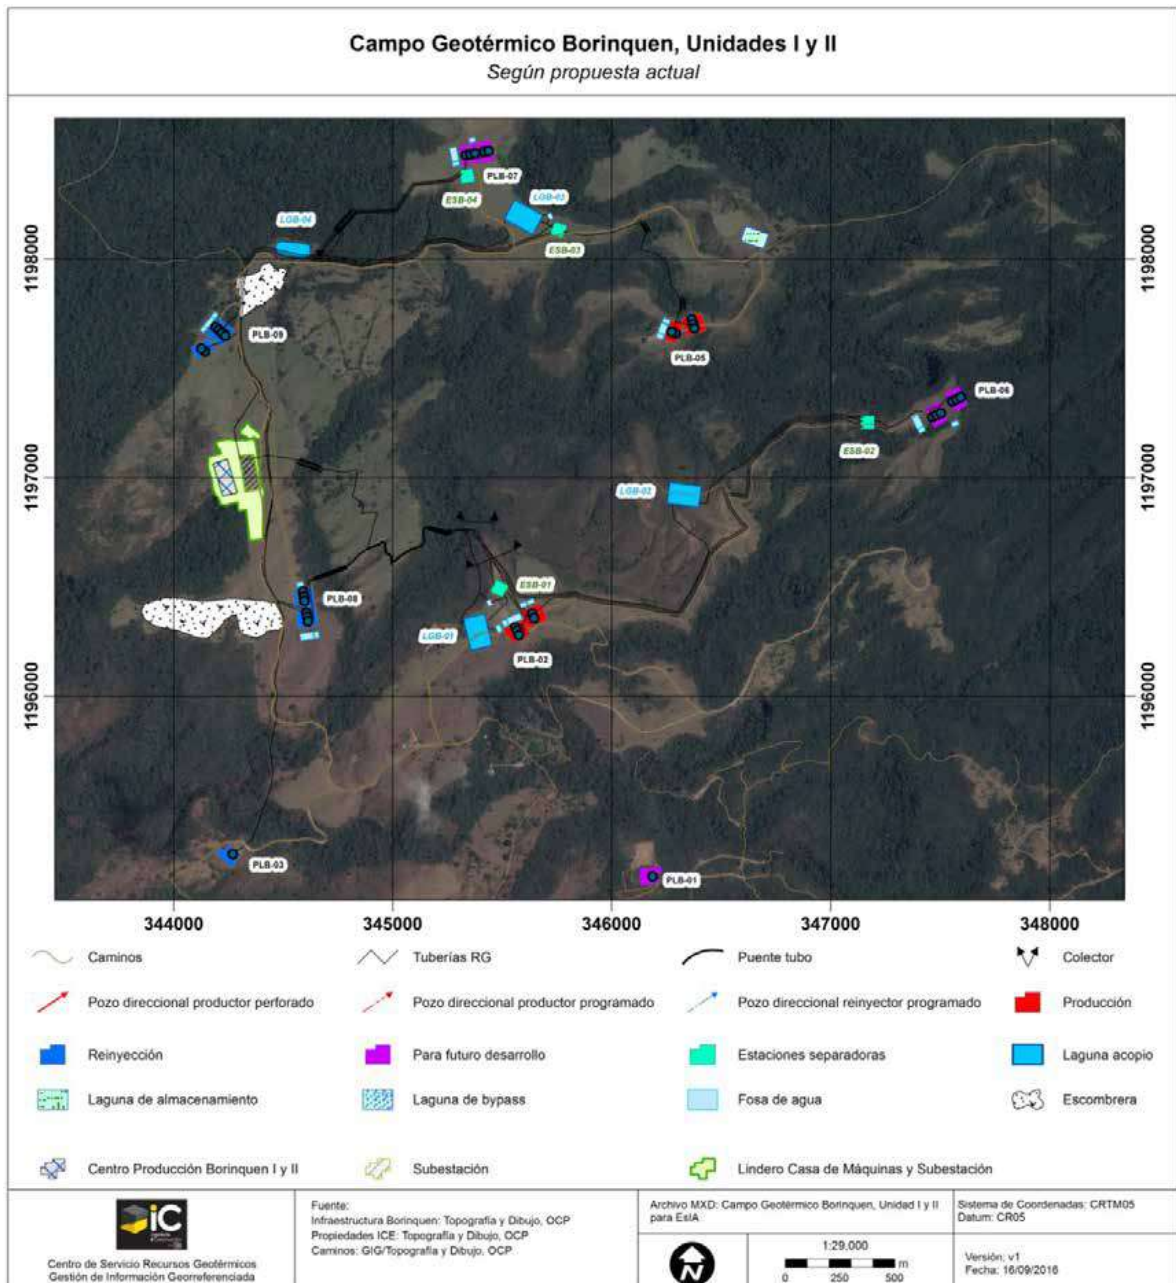 Campo Geotérmico Borinquen, Unidades I y II
Según propuesta actual
PLB-07
ESB-04
LGB-03
LGB-04
ESB-03
1198000
1198000
PLB-09
PLB-05
PLB-06
ESB-02
1197000
1197000
LGB-02
ESB-01
PLB-08
LGB-01
PLB-02
1196000
1196000
PLB-03
PLB-01
344000 345000 346000 347000 348000
Caminos Tuberías RG Puente tubo Colector
Pozo direccional productor perforado Pozo direccional productor programado Pozo direccional reinyector programado Producción
Reinyección Para futuro desarrollo Estaciones separadoras Laguna acopio
Laguna de almacenamiento Laguna de bypass Fosa de agua Escombrera
Centro Producción Borinquen I y II Subestación Lindero Casa de Máquinas y Subestación
iC
Centro de Servicio Recursos Geotérmicos
Gestión de Información Georreferenciada
Fuente:
Infraestructura Borinquen: Topografía y Dibujo, OCP
Propiedades ICE: Topografía y Dibujo, OCP
Caminos: GIG/Topografía y Dibujo, OCP
Archivo MXD: Campo Geotérmico Borinquen, Unidad I y II
para EsIA
N
1:29,000
m
0 250 500
Sistema de Coordenadas: CRTM05
Datum: CR05
Versión: v1
Fecha: 16/09/2016